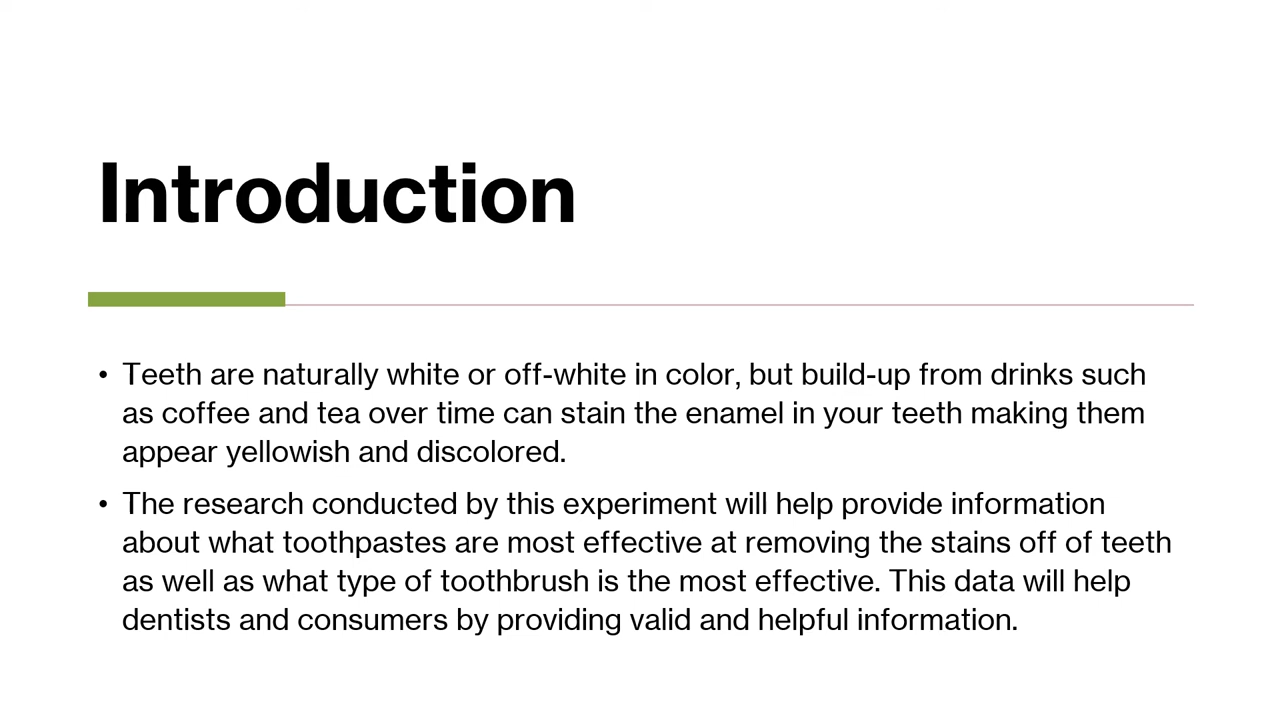 Introduction
• Teeth are naturally white or off-white in color, but build-up from drinks such
as coffee and tea over time can stain the enamel in your teeth making them
appear yellowish and discolored.
• The research conducted by this experiment will help provide information
about what toothpastes are most effective at removing the stains off of teeth
as well as what type of toothbrush is the most effective. This data will help
dentists and consumers by providing valid and helpful information.